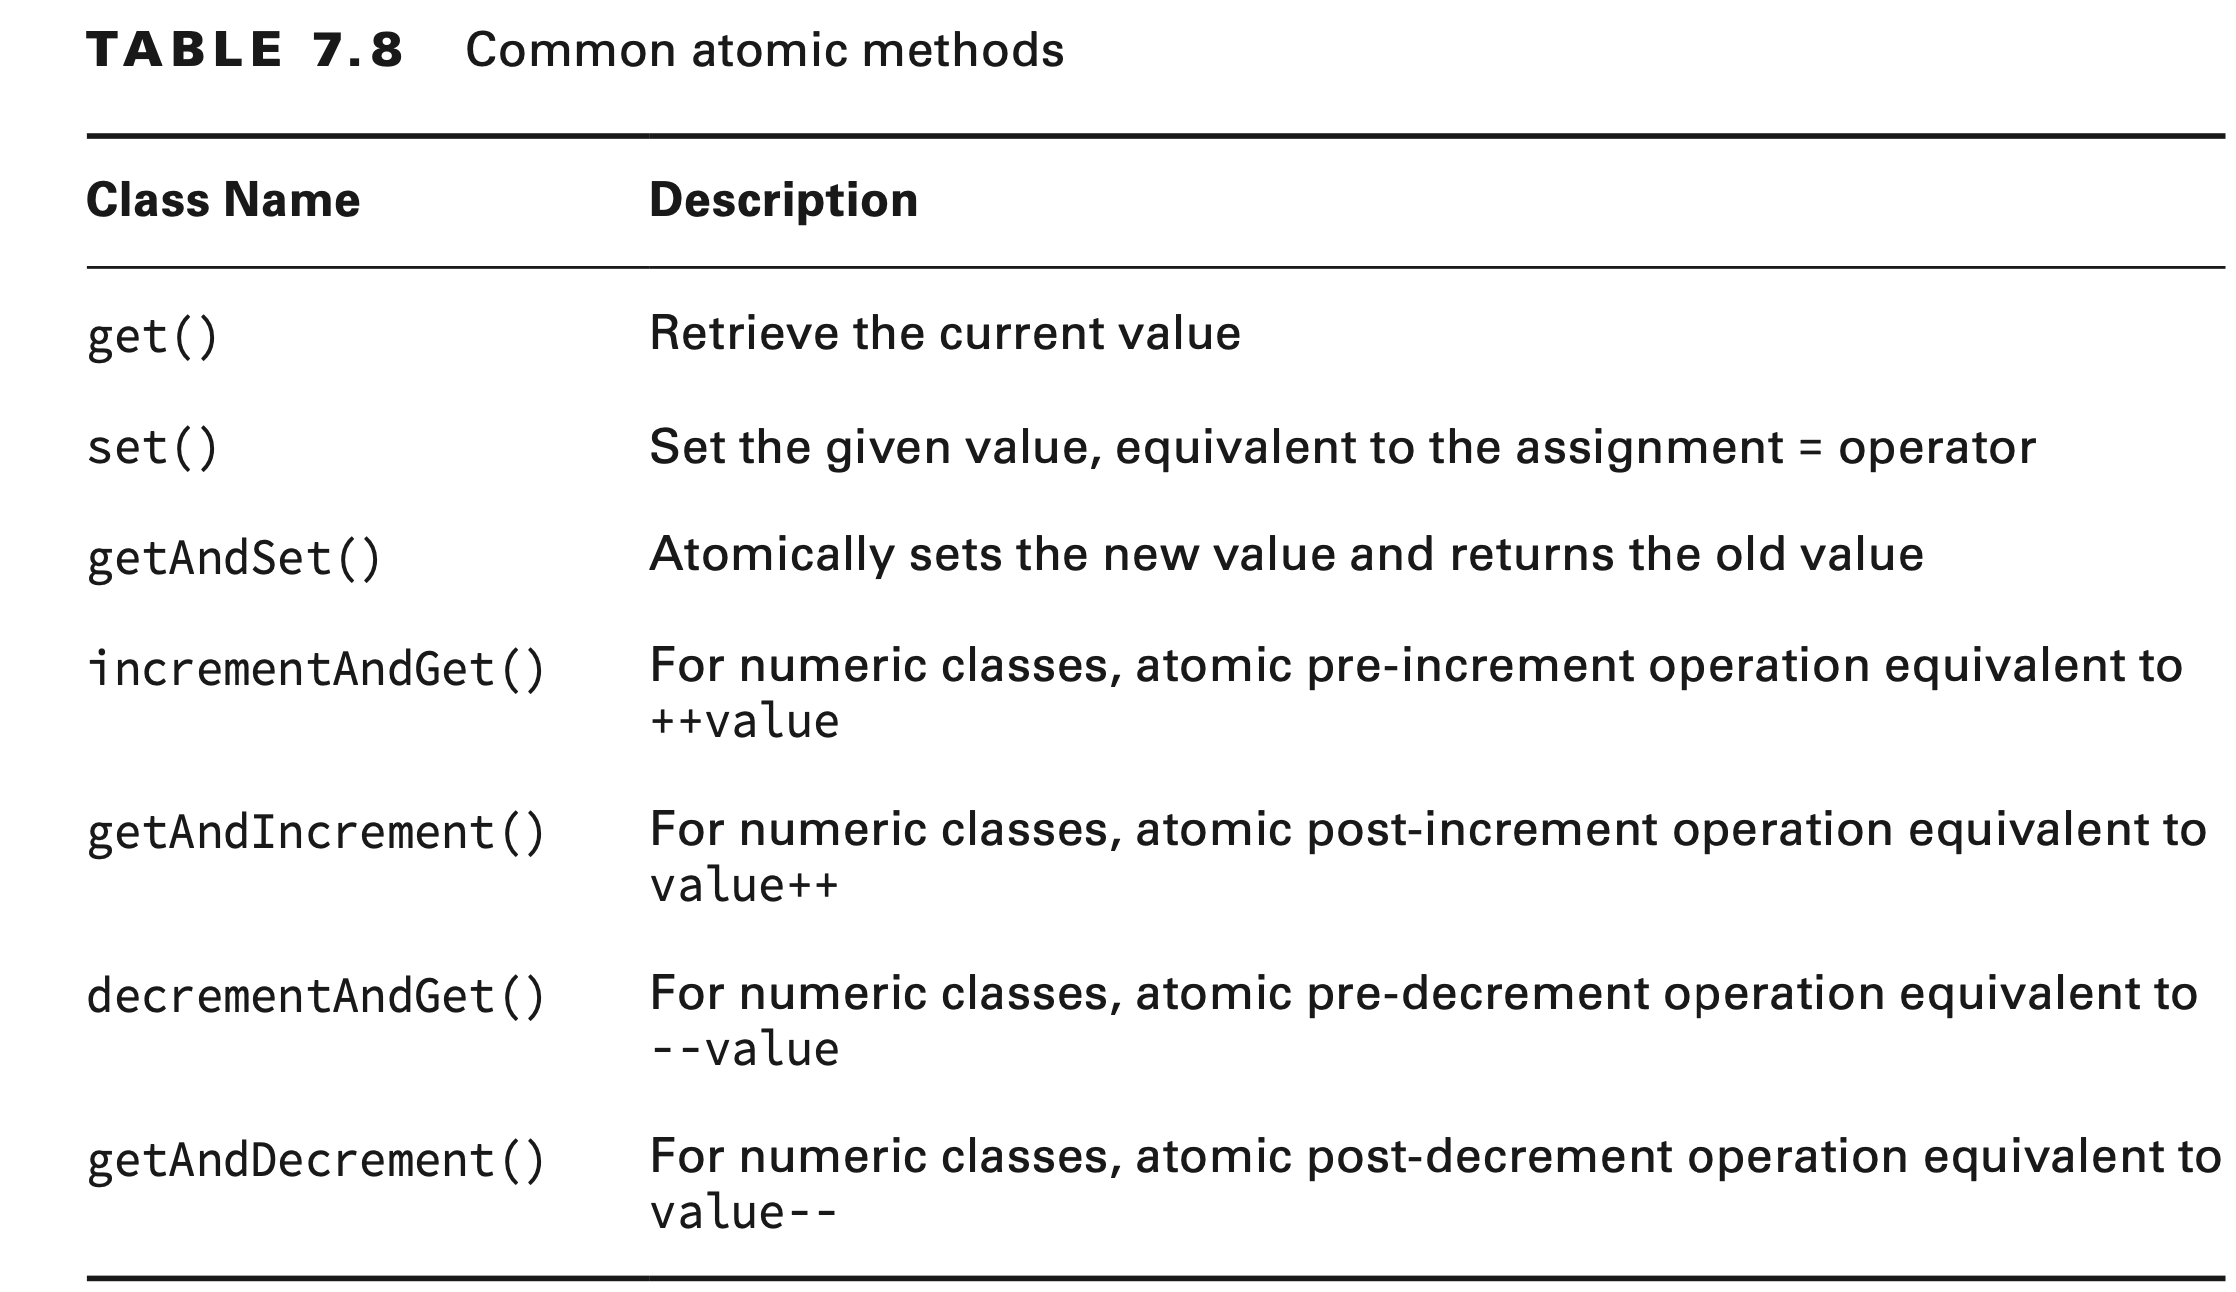 TABLE 7.8 Common atomic methods
Class Name Description
get() Retrieve the current value
set() Set the given value, equivalent to the assignment = operator
getAndSet() Atomically sets the new value and returns the old value
incrementAndGet() For numeric classes, atomic pre-increment operation equivalent to
++value
getAndIncrement() For numeric classes, atomic post-increment operation equivalent to
value++
decrementAndGet() For numeric classes, atomic pre-decrement operation equivalent to
--value
getAndDecrement() For numeric classes, atomic post-decrement operation equivalent to
value--